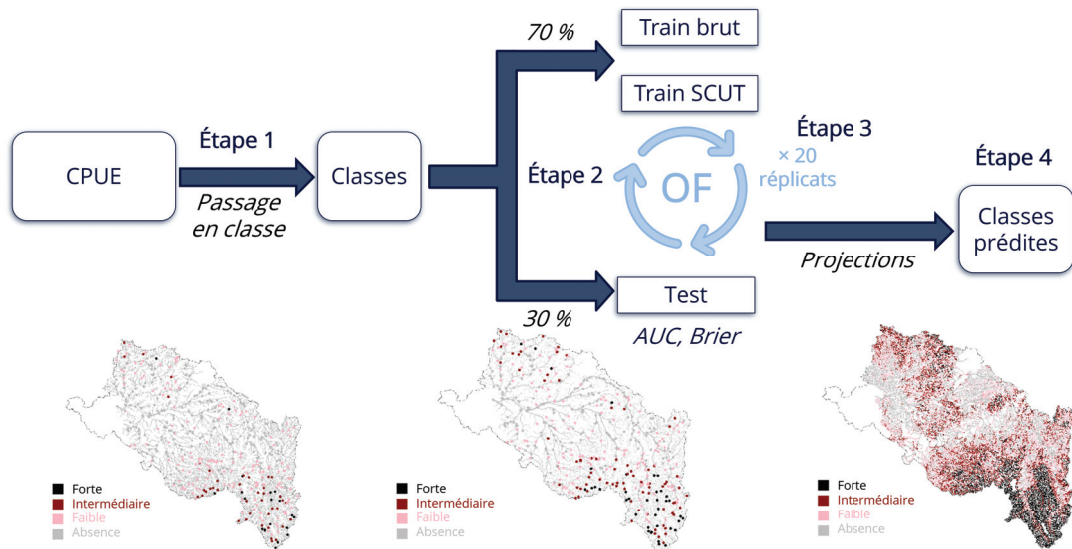 70 %
Train brut
Train SCUT
Étape 1
CPUE
Passage
en classe
Classes
Étape 2
OF
Étape 3
× 20
réplicats
Étape 4
Classes
prédites
Projections
30 %
Test
AUC, Brier
Forte
Intermédiaire
Faible
Absence
Forte
Intermédiaire
Faible
Absence
Forte
Intermédiaire
Faible
Absence